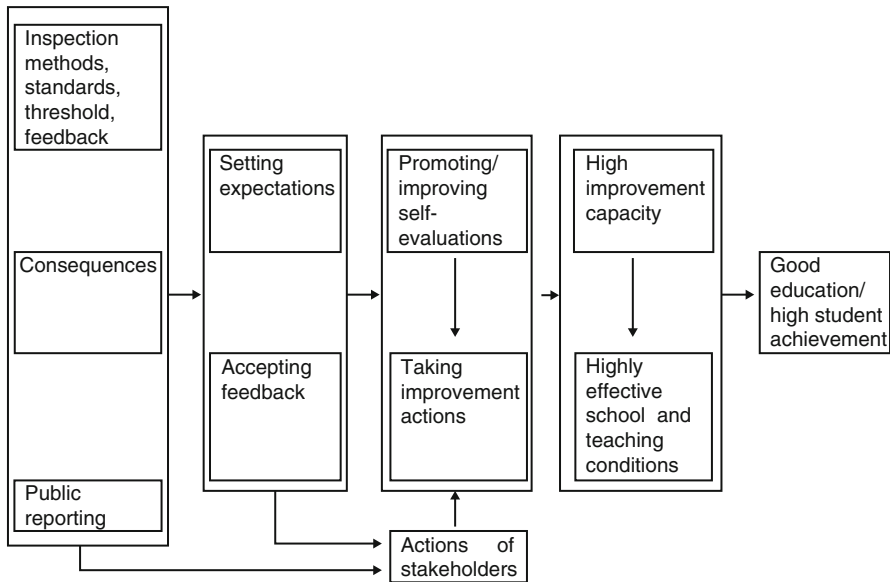 Inspection
methods,
standards,
threshold,
feedback
Consequences
Public
reporting
Setting
expectations
Accepting
feedback
Promoting/
improving
self-
evaluations
Taking
improvement
actions
Actions of
stakeholders
High
improvement
capacity
Highly
effective
school and
teaching
conditions
Good
education/
high student
achievement